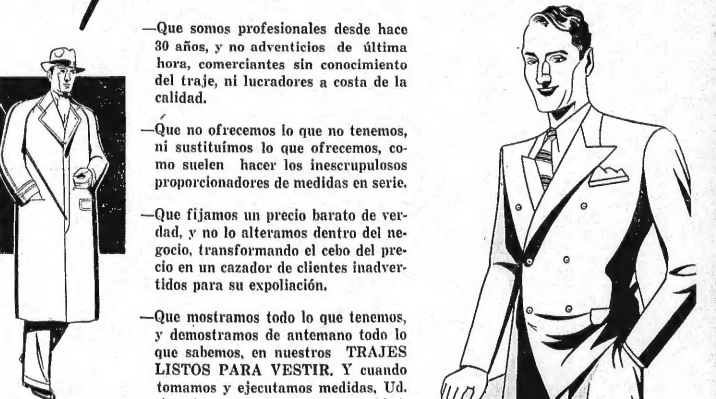 —Que somos profesionales desde hace
30 años, y no adventicios de última
hora, comerciantes sin conocimiento
del traje, ni lucradores a costa de la
calidad.
—Que no ofrecemos lo que no tenemos,
ni sustituímos lo que ofrecemos, co-
mo suelen hacer los inescrupulosos
proporcionadores de medidas en serie.
—Que fijamos un precio barato de ver-
dad, y no lo alteramos dentro del ne-
gocio, transformando el cebo del pre-
cio en un cazador de clientes inadver-
tidos para su expoliación.
—Que mostramos todo lo que tenemos,
y demostramos de antemano todo lo
que sabemos, en nuestros TRAJES
LISTOS PARA VESTIR. Y cuando
tomamos y ejecutamos medidas, Ud.